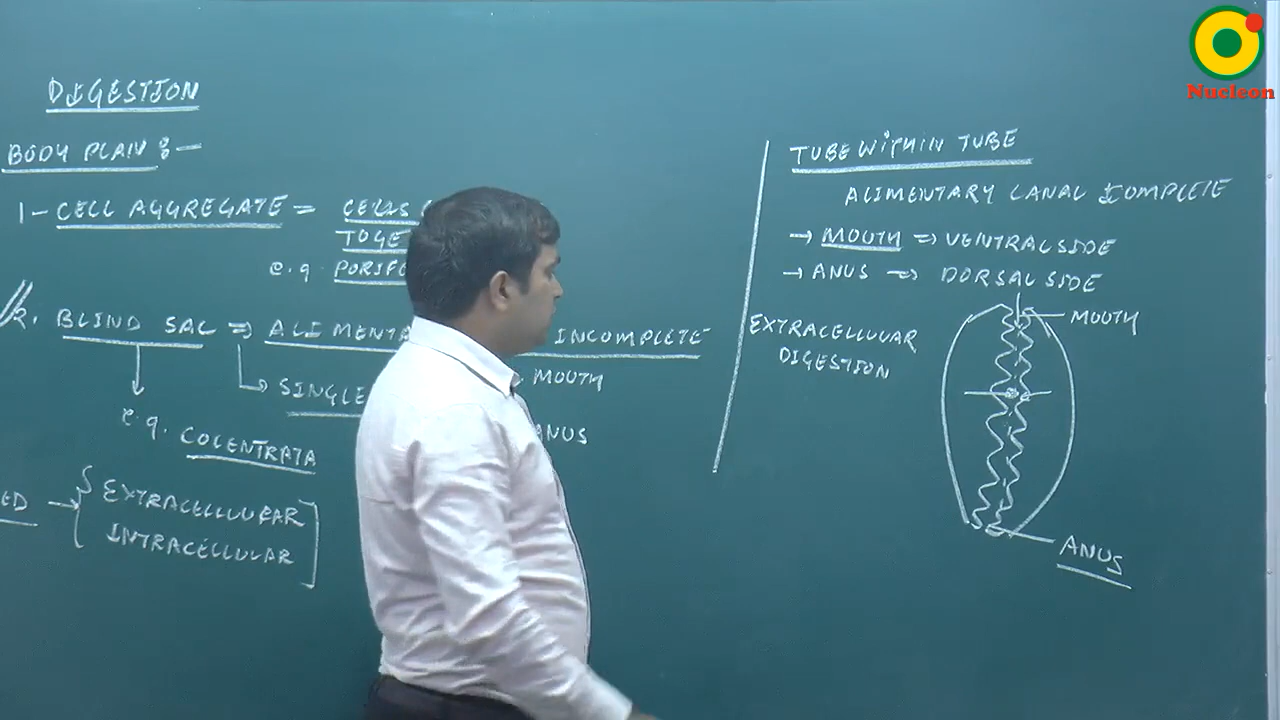 DIGESTION
BODY PLAN :-
1- CELL AGGREGATE = CELLS
TOGE
e.g. PORIF
2. BLIND SAC => ALIMENTA INCOMPLETE
SINGLE MOUTH
ANUS
e.g. COLENTRATA
ED → EXTRACELLULAR
INTRACELLULAR
TUBE WITHIN TUBE
ALIMENTARY CANAL COMPLETE
→ MOUTH => VENTRAL SIDE
→ ANUS => DORSAL SIDE
EXTRACELLULAR
DIGESTION
MOUTH
ANUS
Nucleon